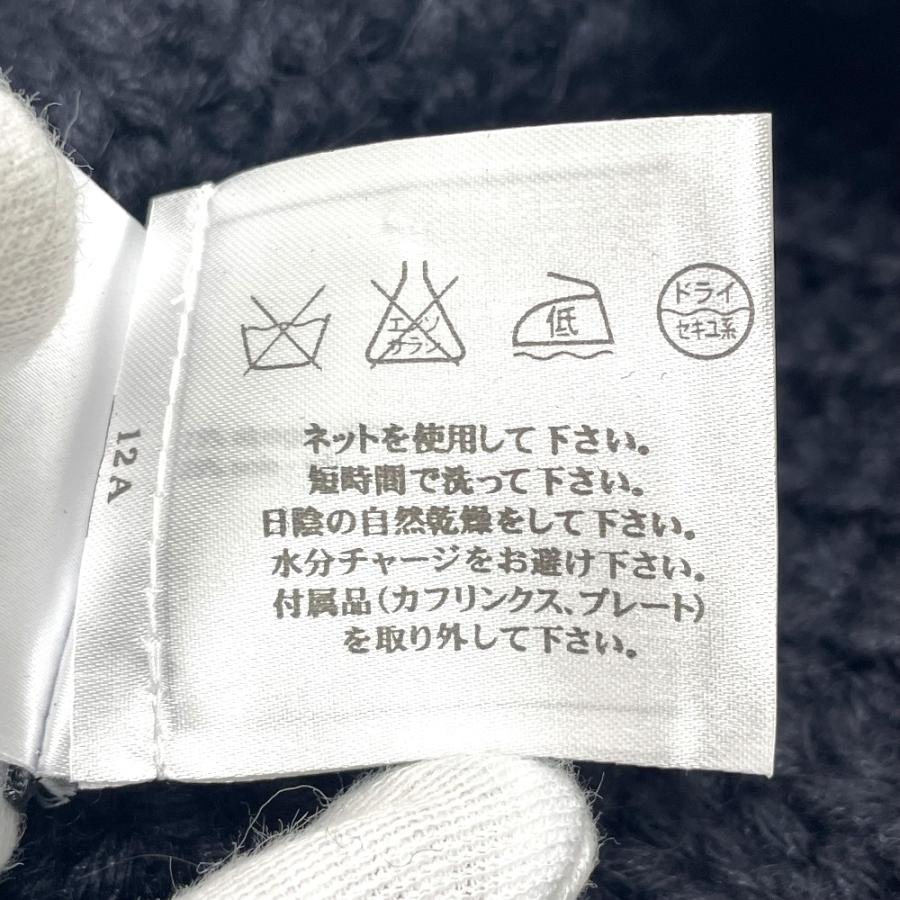 エンソ
サラシ
低
ドライ
セキユ系
ネットを使用して下さい。
短時間で洗って下さい。
日陰の自然乾燥をして下さい。
水分チャージをお避け下さい。
付属品(カフリンクス、プレート)
を取り外して下さい。
12A